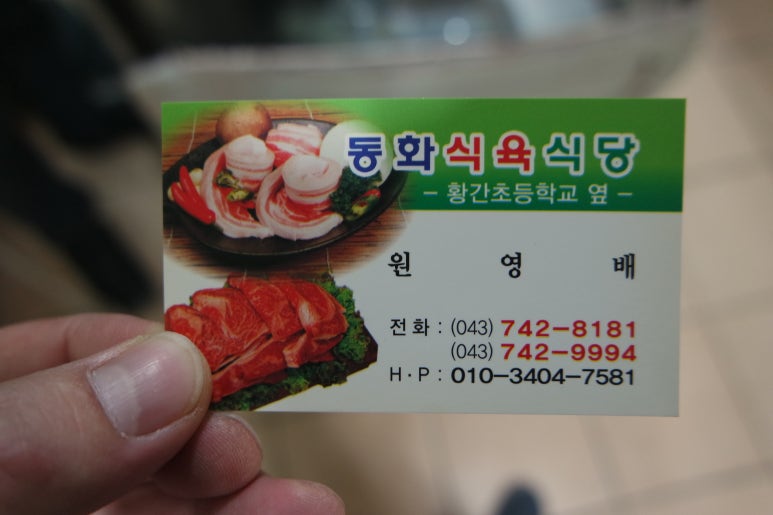 동화식육식당
- 황간초등학교 옆 -
원 영 배
전화 : (043) 742-8181
(043) 742-9994
H·P : 010-3404-7581